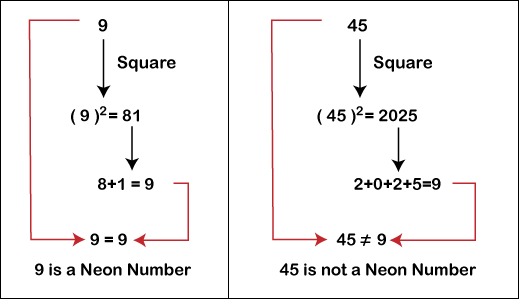 9
Square
( 9 )2 = 81
8+1 = 9
9 = 9
9 is a Neon Number
45
Square
( 45 )2 = 2025
2+0+2+5=9
45 ≠ 9
45 is not a Neon Number